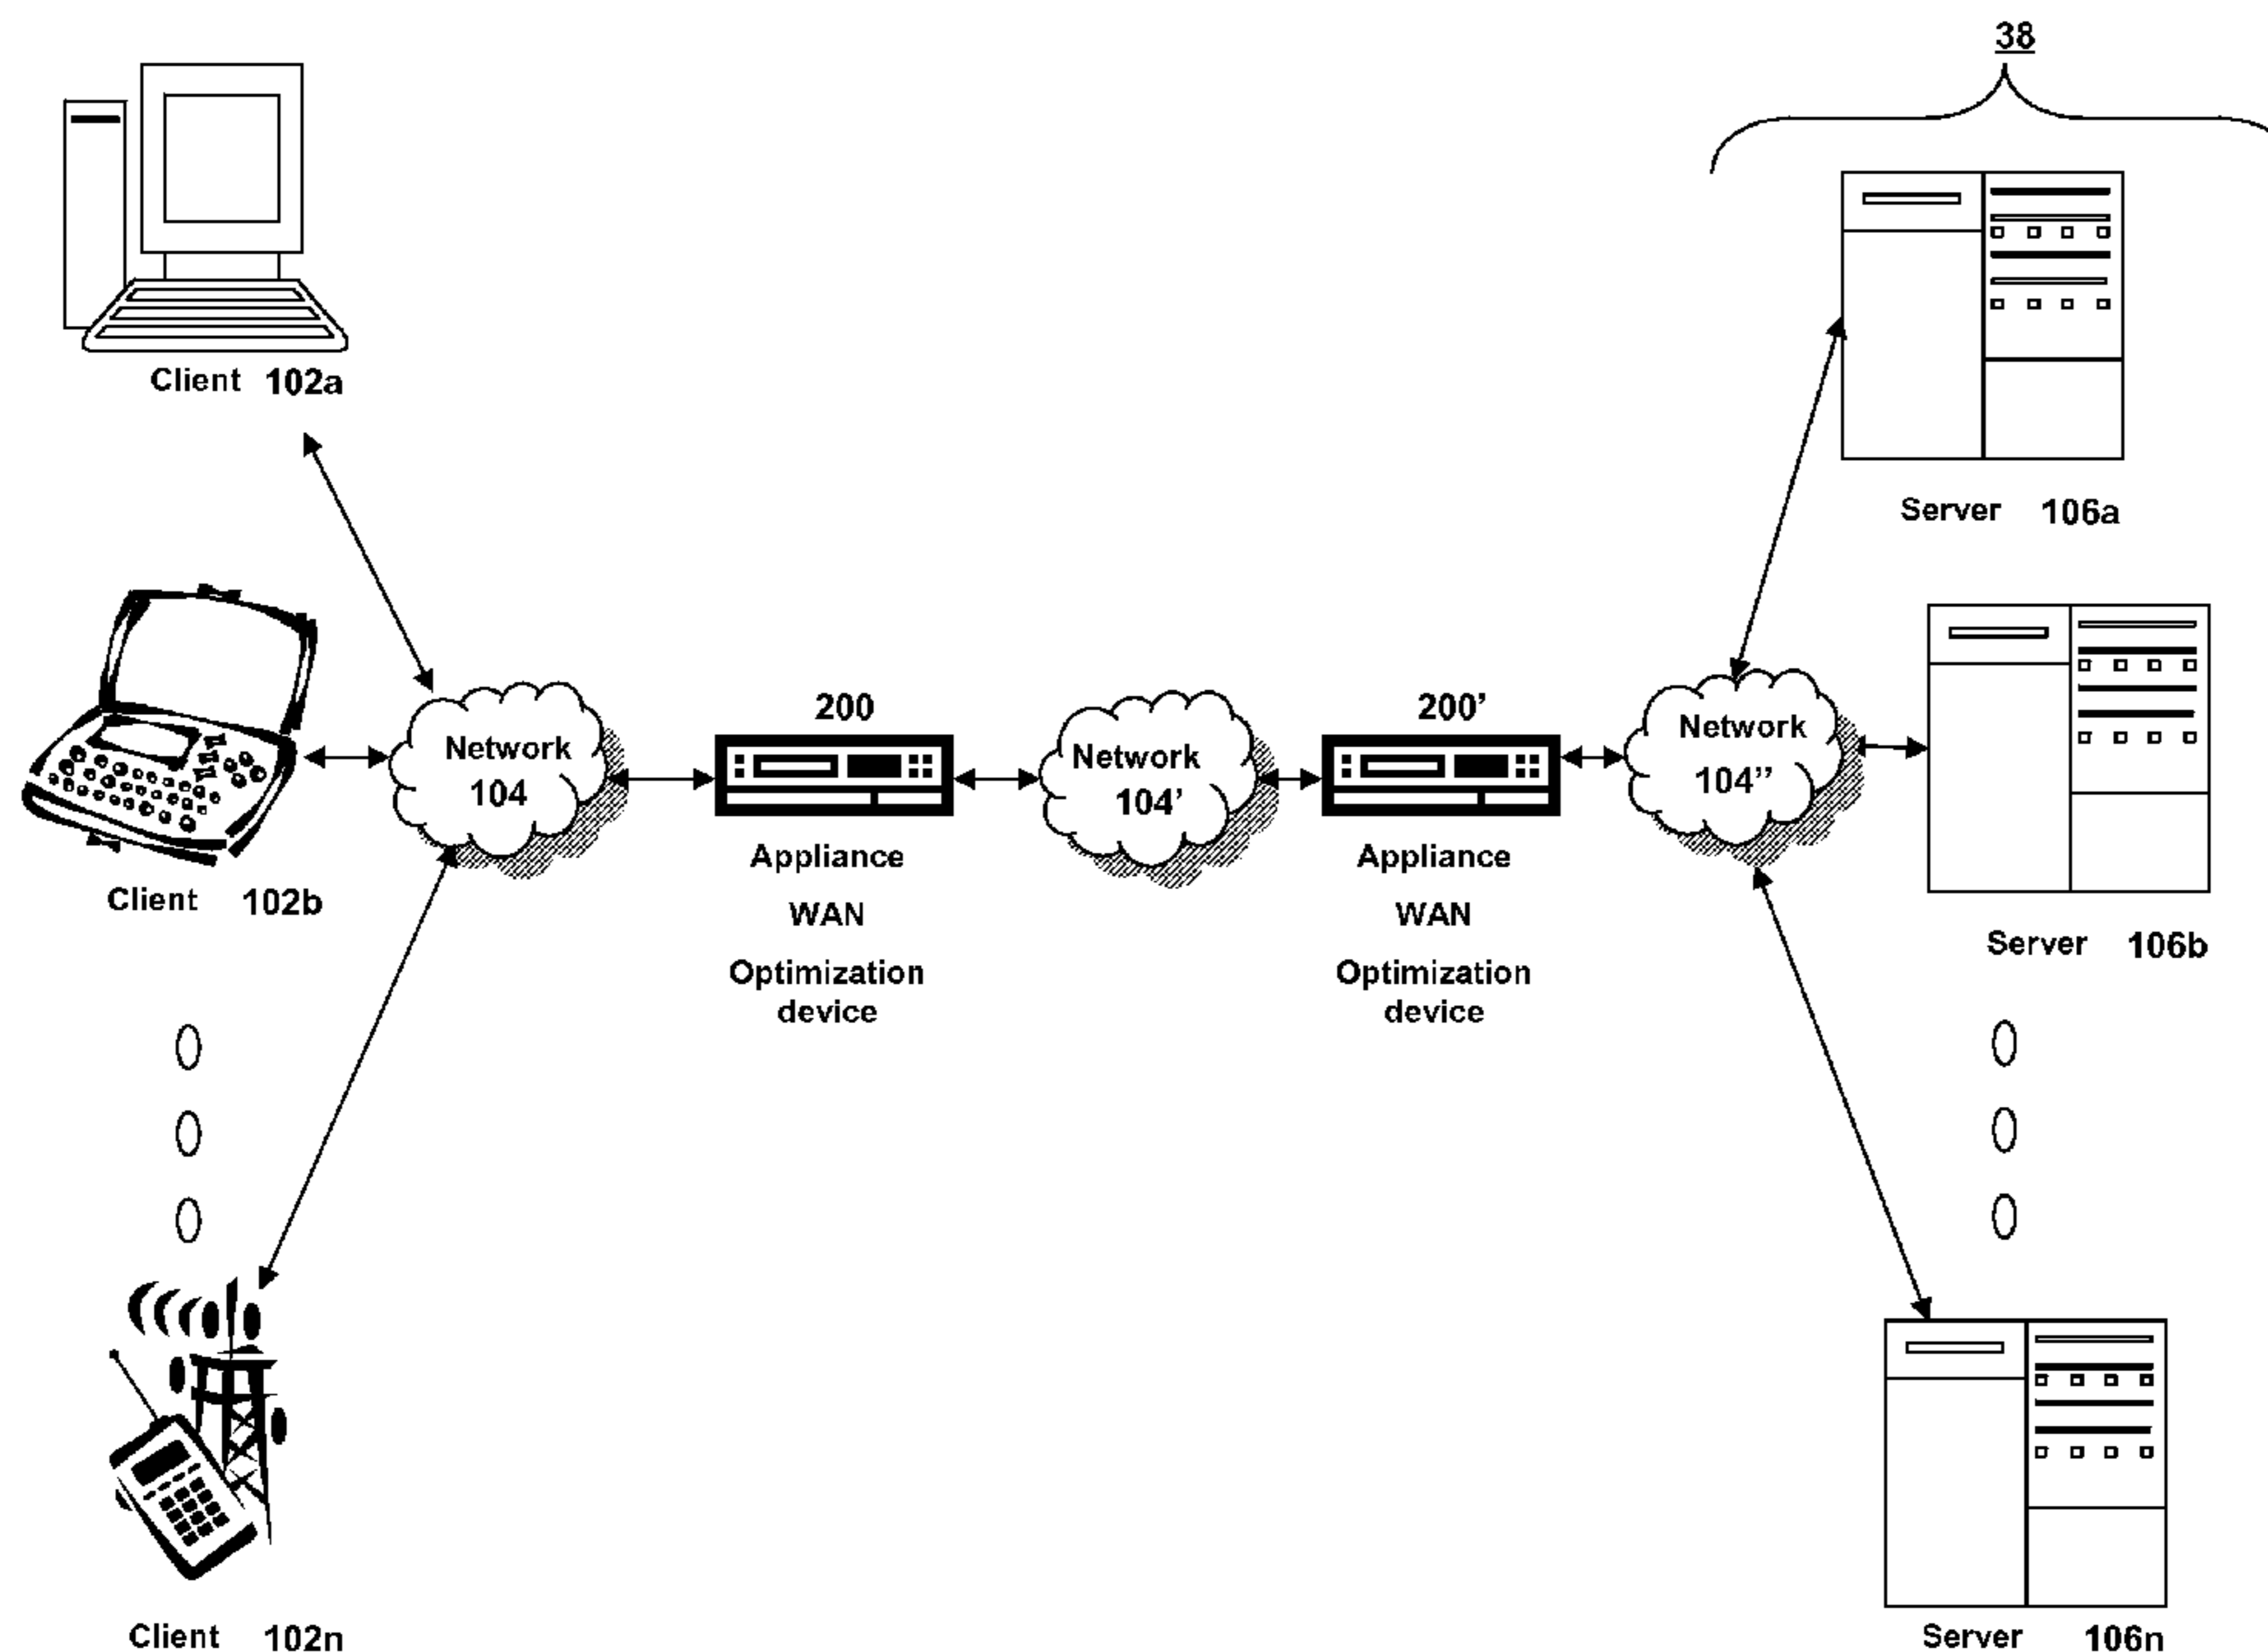 38
Client 102a
Server 106a
Client 102b
Network
104
200
Appliance
WAN
Optimization
device
Network
104'
200'
Appliance
WAN
Optimization
device
Network
104''
Server 106b
Client 102n
Server 106n